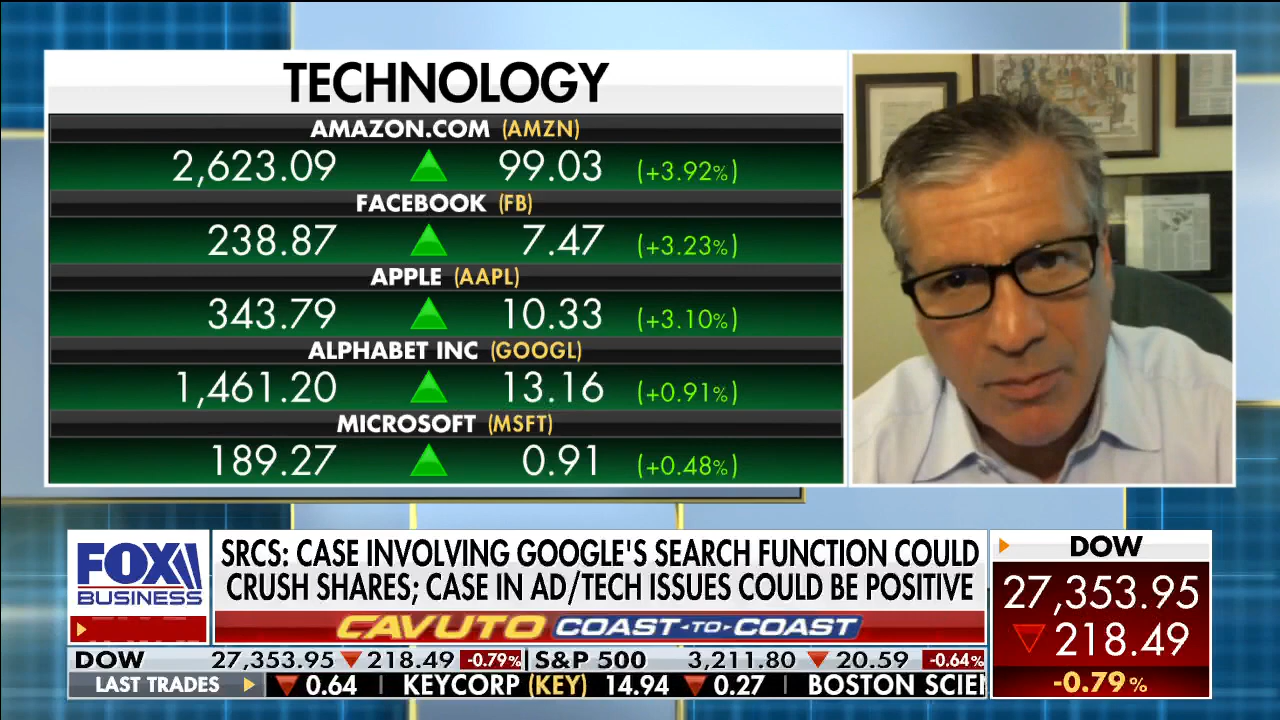 TECHNOLOGY
AMAZON.COM (AMZN)
2,623.09 99.03 (+3.92%)
FACEBOOK (FB)
238.87 7.47 (+3.23%)
APPLE (AAPL)
343.79 10.33 (+3.10%)
ALPHABET INC (GOOGL)
1,461.20 13.16 (+0.91%)
MICROSOFT (MSFT)
189.27 0.91 (+0.48%)
FOX BUSINESS
SRCS: CASE INVOLVING GOOGLE'S SEARCH FUNCTION COULD
CRUSH SHARES; CASE IN AD/TECH ISSUES COULD BE POSITIVE
CAVUTO COAST-TO-COAST
DOW
27,353.95
218.49
-0.79%
DOW 27,353.95 218.49 -0.79% S&P 500 3,211.80 20.59 -0.64%
LAST TRADES 0.64 KEYCORP (KEY) 14.94 0.27 BOSTON SCIEN